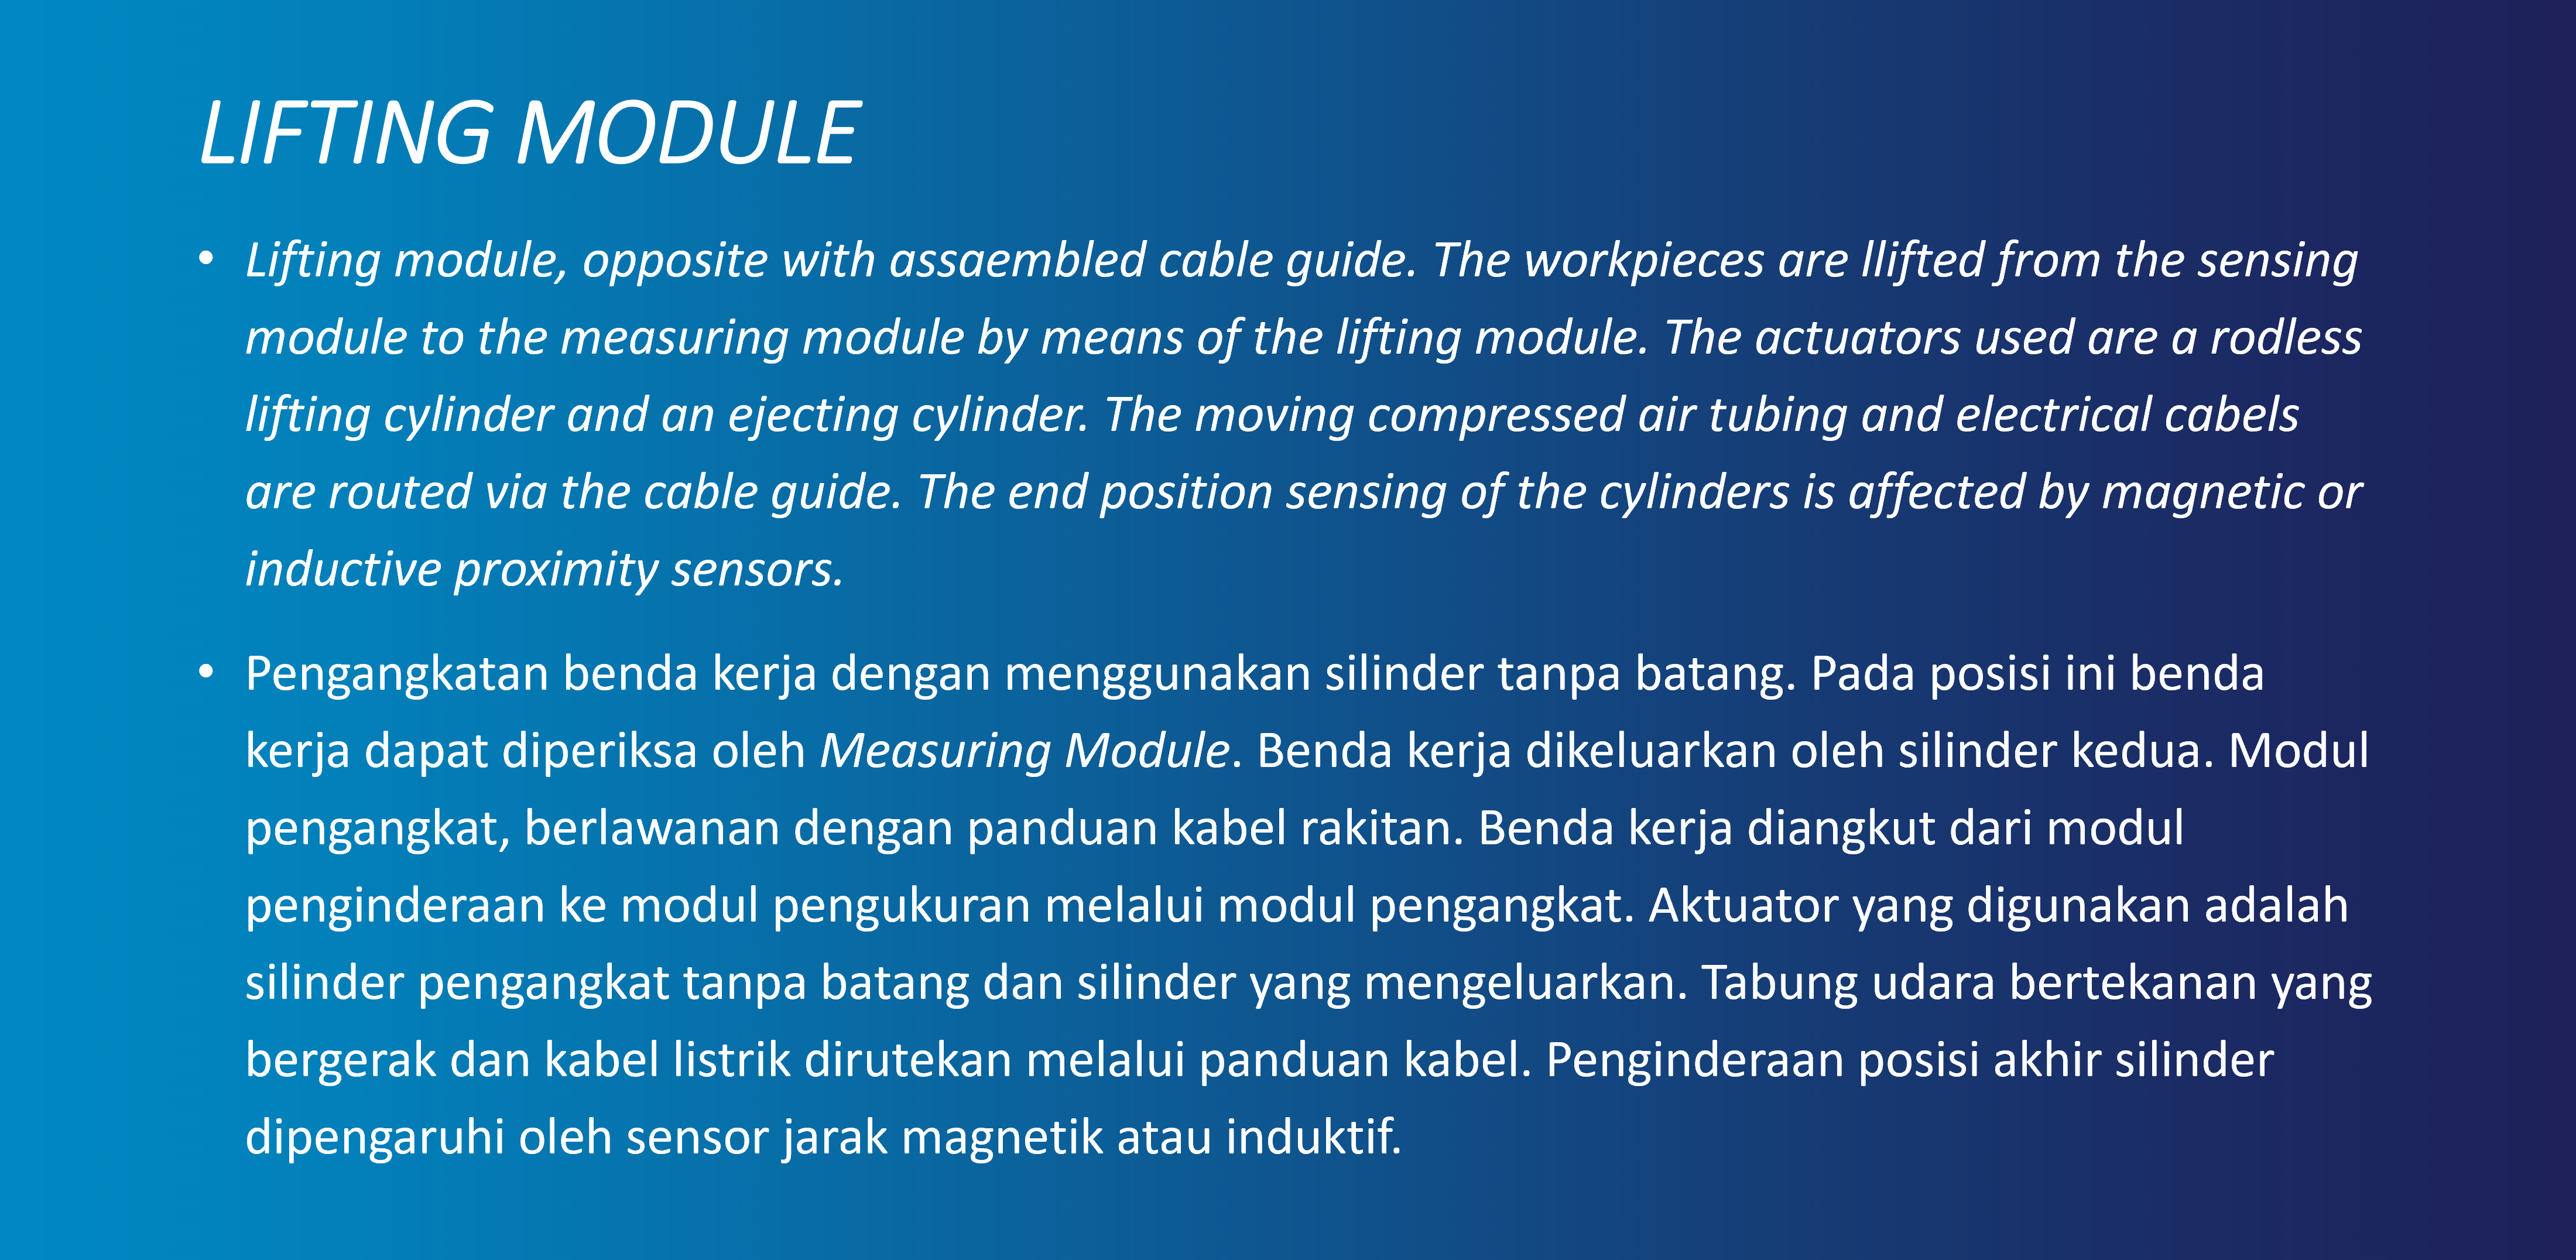 LIFTING MODULE
• Lifting module, opposite with assaembled cable guide. The workpieces are llifted from the sensing
module to the measuring module by means of the lifting module. The actuators used are a rodless
lifting cylinder and an ejecting cylinder. The moving compressed air tubing and electrical cabels
are routed via the cable guide. The end position sensing of the cylinders is affected by magnetic or
inductive proximity sensors.
• Pengangkatan benda kerja dengan menggunakan silinder tanpa batang. Pada posisi ini benda
kerja dapat diperiksa oleh Measuring Module. Benda kerja dikeluarkan oleh silinder kedua. Modul
pengangkat, berlawanan dengan panduan kabel rakitan. Benda kerja diangkut dari modul
penginderaan ke modul pengukuran melalui modul pengangkat. Aktuator yang digunakan adalah
silinder pengangkat tanpa batang dan silinder yang mengeluarkan. Tabung udara bertekanan yang
bergerak dan kabel listrik dirutekan melalui panduan kabel. Penginderaan posisi akhir silinder
dipengaruhi oleh sensor jarak magnetik atau induktif.